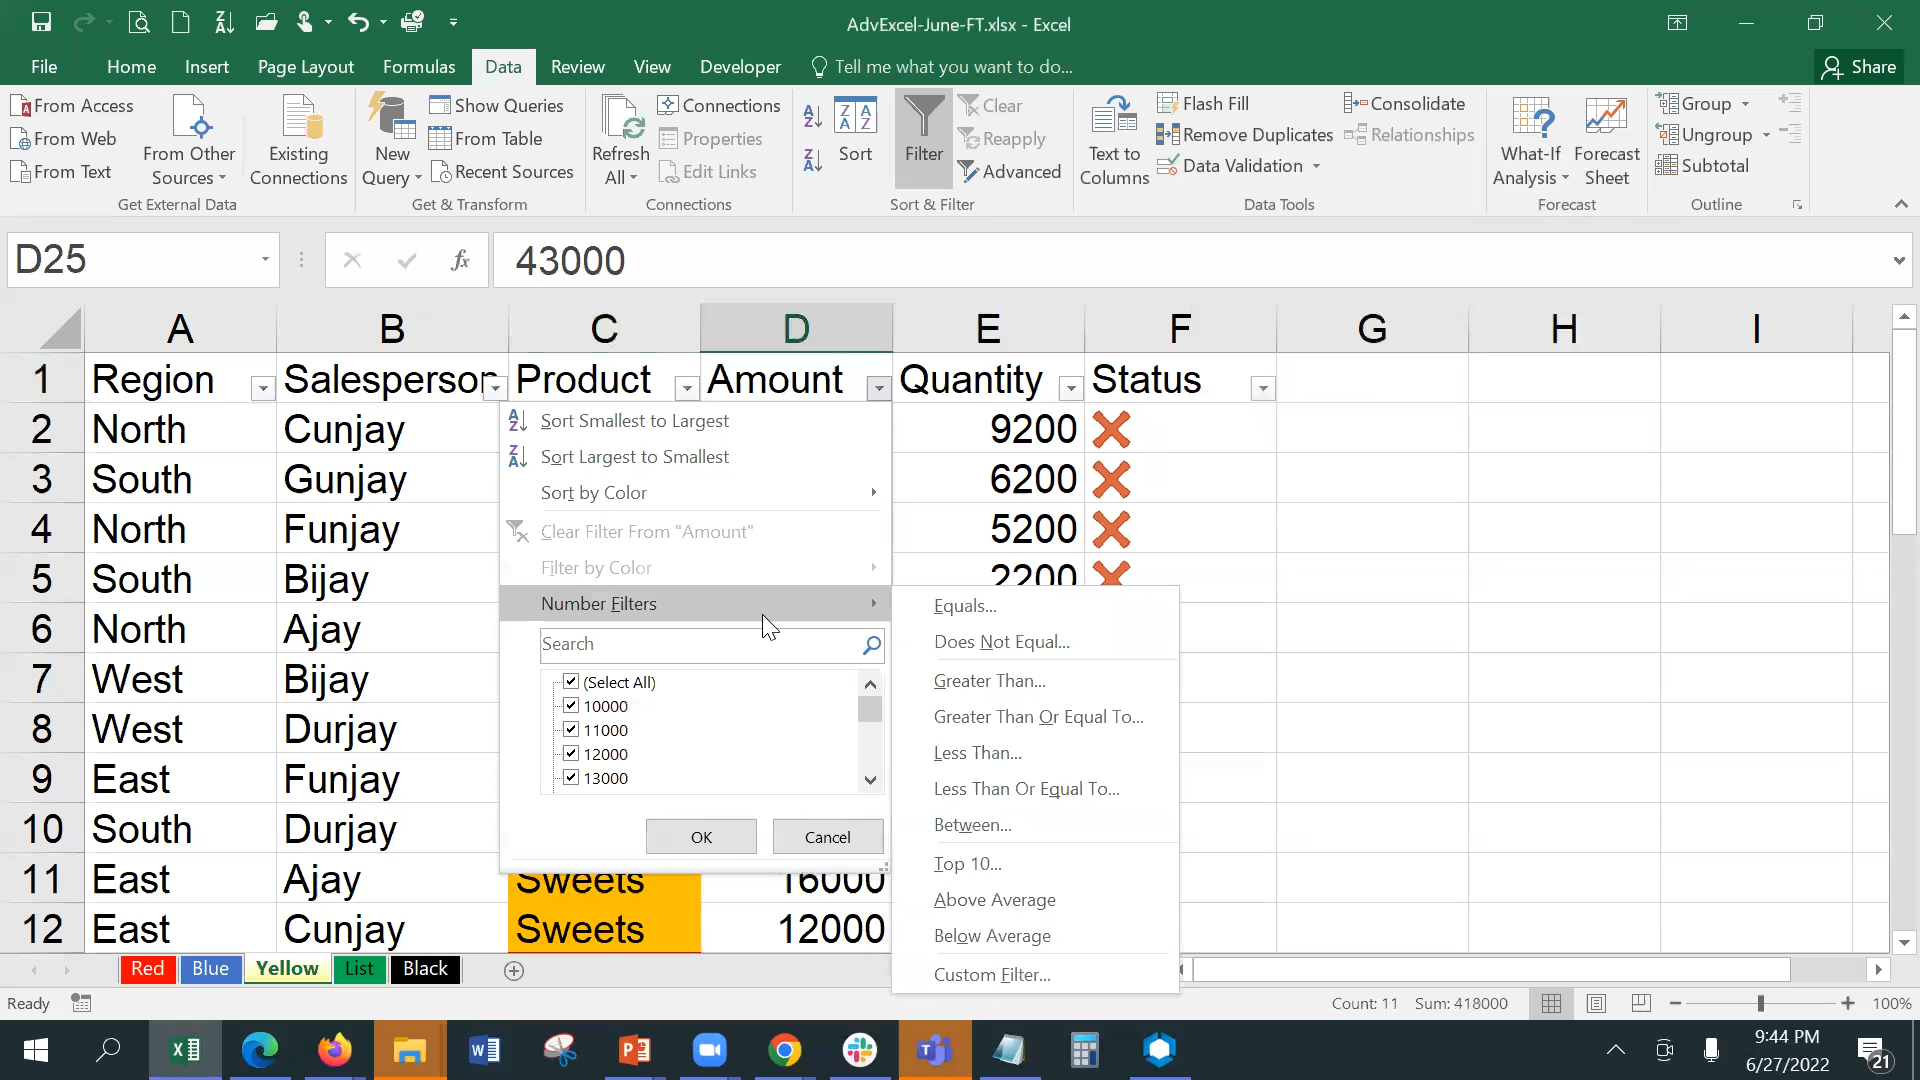 AdvExcel-June-FT.xlsx - Excel
File Home Insert Page Layout Formulas Data Review View Developer Tell me what you want to do... Share
From Access
From Web
From Text
From Other
Sources
Existing
Connections
Get External Data
New
Query
Show Queries
From Table
Recent Sources
Get & Transform
Refresh
All
Connections
Properties
Edit Links
Connections
Sort
Filter
Clear
Reapply
Advanced
Sort & Filter
Text to
Columns
Flash Fill
Remove Duplicates
Data Validation
Consolidate
Relationships
Data Tools
What-If
Analysis
Forecast
Sheet
Forecast
Group
Ungroup
Subtotal
Outline
D25 fx 43000
A B C D E F G H I
1 Region Salesperson Product Amount Quantity Status
2 North Cunjay 9200
3 South Gunjay 6200
4 North Funjay 5200
5 South Bijay 2200
6 North Ajay
7 West Bijay
8 West Durjay
9 East Funjay
10 South Durjay
11 East Ajay Sweets 16000
12 East Cunjay Sweets 12000
Sort Smallest to Largest
Sort Largest to Smallest
Sort by Color
Clear Filter From "Amount"
Filter by Color
Number Filters
Search
(Select All)
10000
11000
12000
13000
OK Cancel
Equals...
Does Not Equal...
Greater Than...
Greater Than Or Equal To...
Less Than...
Less Than Or Equal To...
Between...
Top 10...
Above Average
Below Average
Custom Filter...
Red Blue Yellow List Black
Ready Count: 11 Sum: 418000 100%
9:44 PM
6/27/2022
21